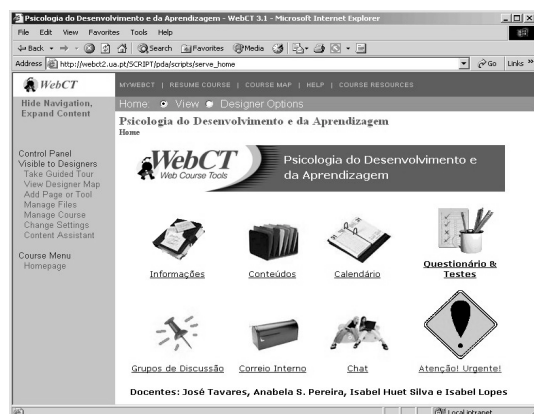 Psicologia do Desenvolvimento e da Aprendizagem - WebCT 3.1 - Microsoft Internet Explorer
File Edit View Favorites Tools Help
Back Search Favorites Media
Address http://webct2.ua.pt/SCRIPT/pda/scripts/serve_home Go Links »
WebCT
MYWEBCT | RESUME COURSE | COURSE MAP | HELP | COURSE RESOURCES
Hide Navigation,
Expand Content
Home: View Designer Options
Psicologia do Desenvolvimento e da Aprendizagem
Home
Control Panel
Visible to Designers
Take Guided Tour
View Designer Map
Add Page or Tool
Manage Files
Manage Course
Change Settings
Content Assistant
Course Menu
Homepage
WebCT
Web Course Tools
Psicologia do Desenvolvimento e
da Aprendizagem
Informações Conteúdos Calendário Questionário &
Testes
Grupos de Discussão Correio Interno Chat Atenção! Urgente!
Docentes: José Tavares, Anabela S. Pereira, Isabel Huet Silva e Isabel Lopes
Local intranet